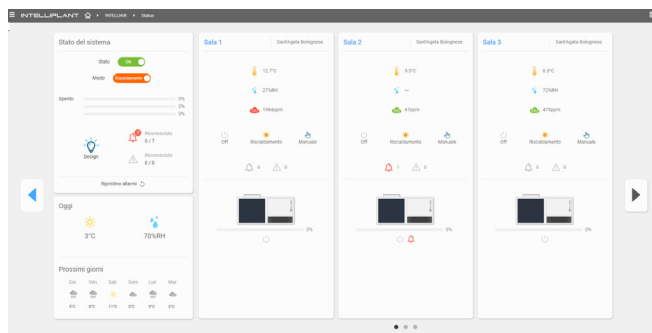 INTELLIPLANT > INTELLIAIR > Status
Stato del sistema
Stato ON
Modo Riscaldamento
Spento 0%
0%
0%
Design
Riconosciuto
0 / 7
Riconosciuto
0 / 0
Ripristino allarmi
Oggi
3°C 70%RH
Prossimi giorni
Gio Ven Sab Dom Lun Mar
Sala 1 Sant'Agata Bolognese
12.7°C
27%RH
1994ppm
Off Riscaldamento Manuale
0 0
0%
Sala 2 Sant'Agata Bolognese
9.5°C
--
67ppm
Off Riscaldamento Manuale
1 0
0%
Sala 3 Sant'Agata Bolognese
72%RH
475ppm
Off Riscaldamento Manuale
0 0
0%